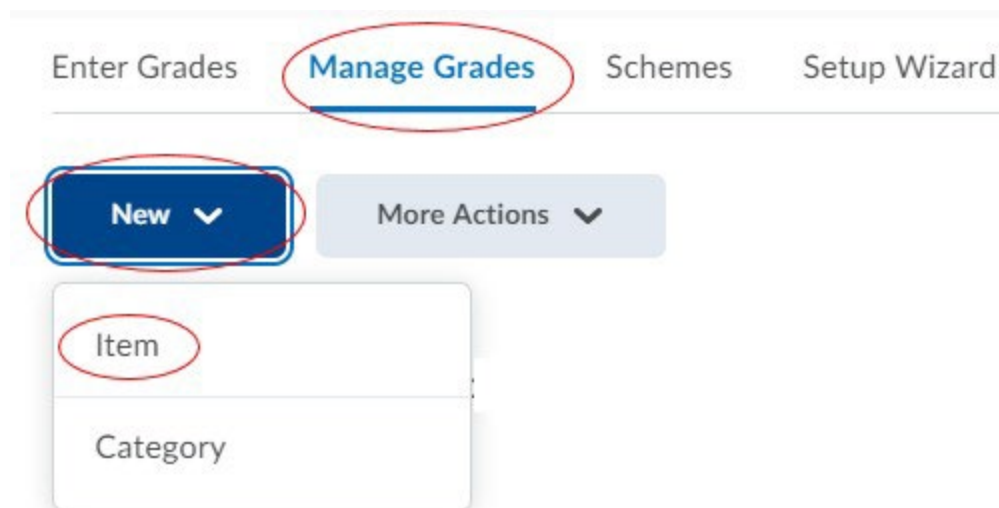 Enter Grades Manage Grades Schemes Setup Wizard
New More Actions
Item
Category